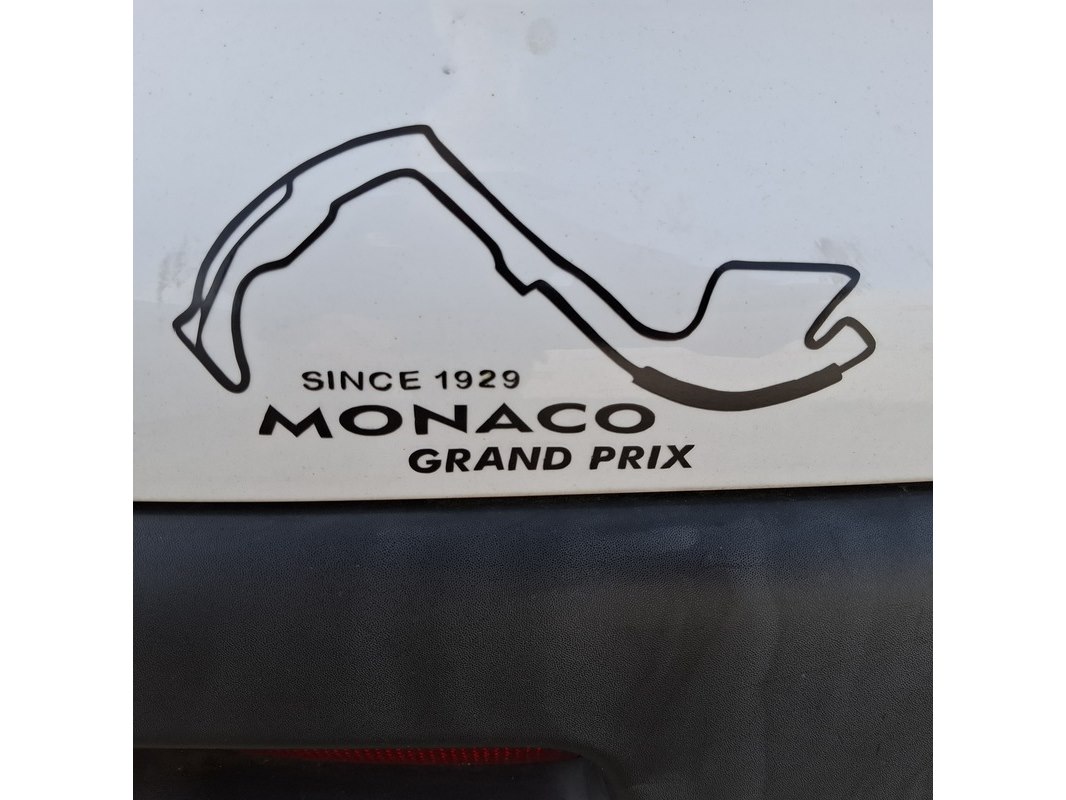 SINCE 1929
MONACO
GRAND PRIX